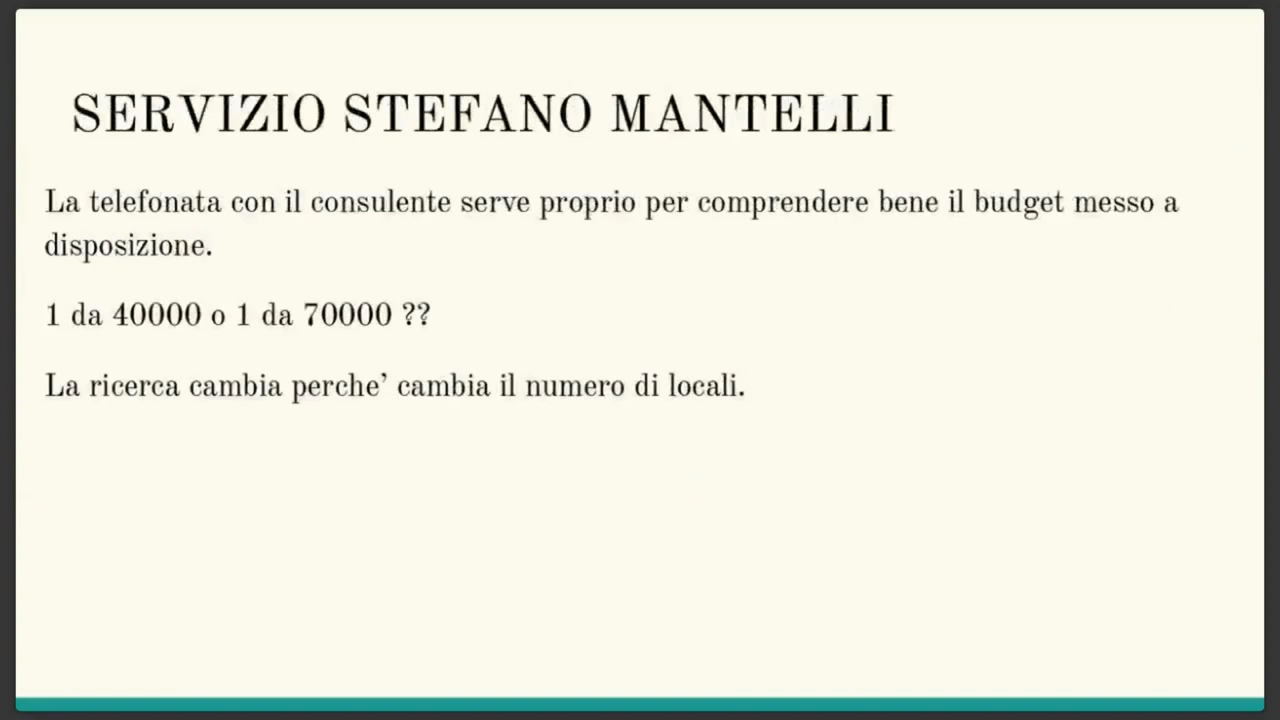 SERVIZIO STEFANO MANTELLI
La telefonata con il consulente serve proprio per comprendere bene il budget messo a
disposizione.
1 da 40000 o 1 da 70000 ??
La ricerca cambia perche’ cambia il numero di locali.